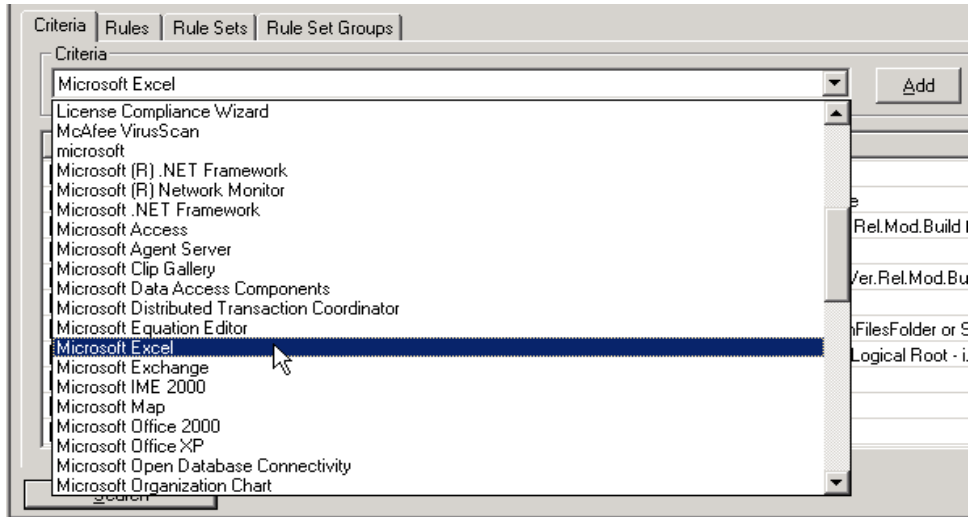 Criteria Rules Rule Sets Rule Set Groups
Criteria
Microsoft Excel Add
License Compliance Wizard
McAfee VirusScan
microsoft
Microsoft (R) .NET Framework
Microsoft (R) Network Monitor
Microsoft .NET Framework
Microsoft Access
Rel.Mod.Build
Microsoft Agent Server
Microsoft Clip Gallery
Microsoft Data Access Components
Ver.Rel.Mod.Bu
Microsoft Distributed Transaction Coordinator
Microsoft Equation Editor
nFilesFolder or S
Microsoft Excel
Logical Root - i.
Microsoft Exchange
Microsoft IME 2000
Microsoft Map
Microsoft Office 2000
Microsoft Office XP
Microsoft Open Database Connectivity
Microsoft Organization Chart
Search